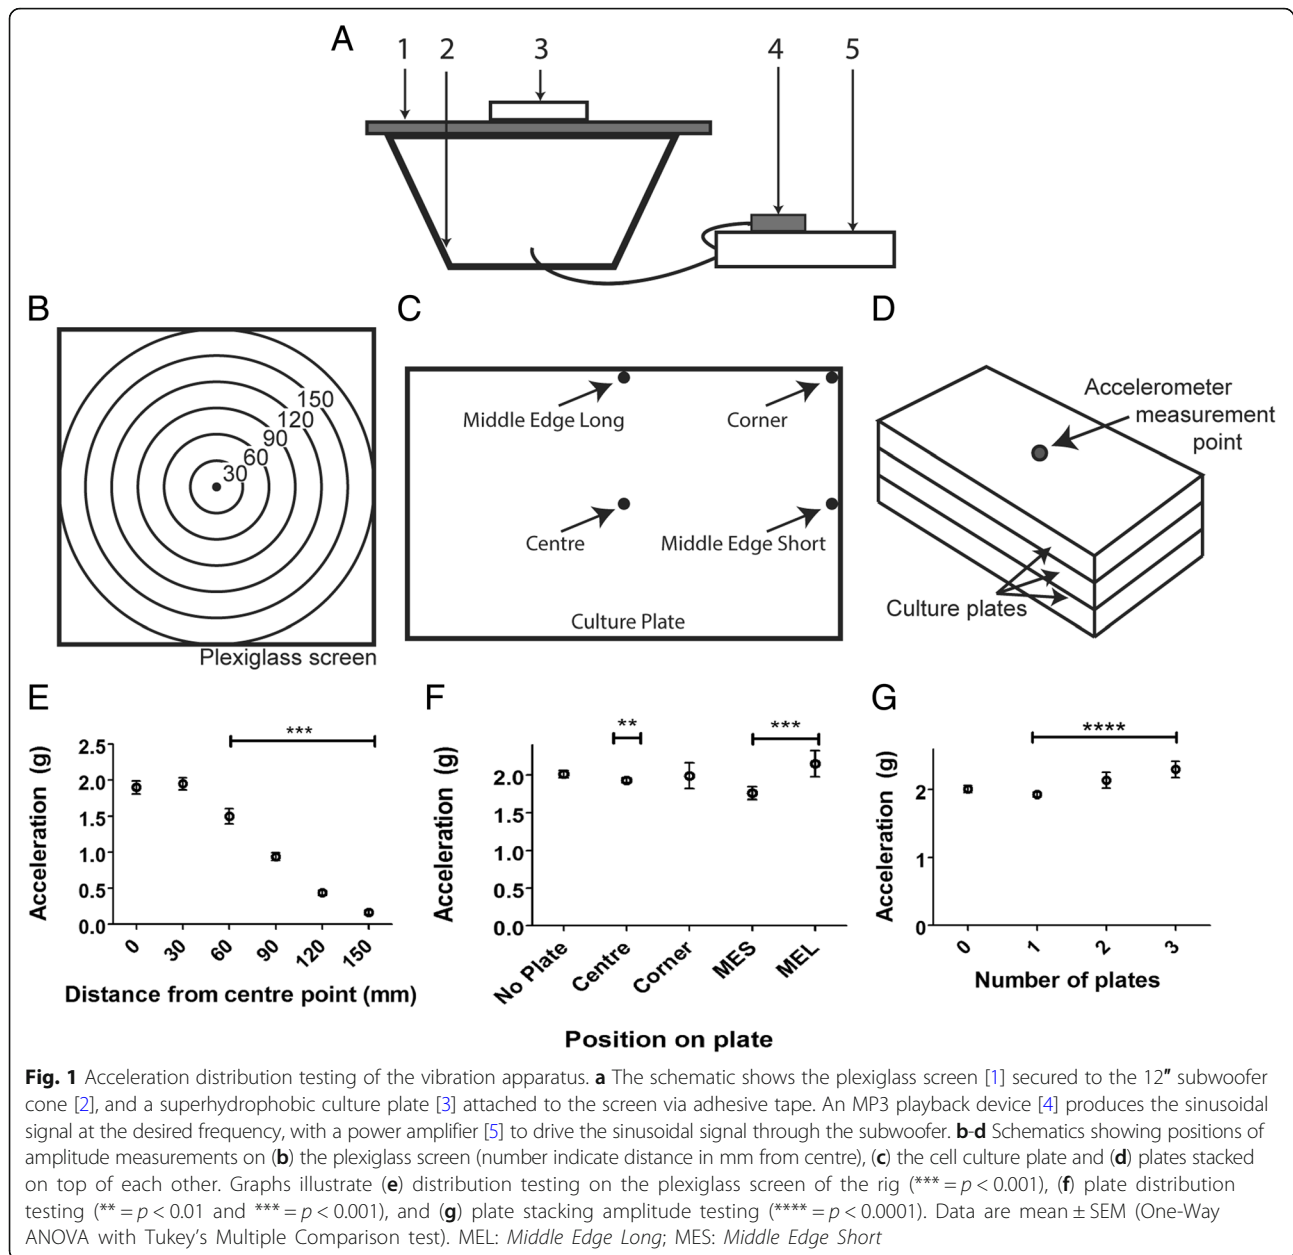 A
1 2 3 4 5
B
150
120
90
60
30
Plexiglass screen
C
Middle Edge Long
Corner
Centre
Middle Edge Short
Culture Plate
D
Accelerometer
measurement
point
Culture plates
E
***
Acceleration (g)
2.5
2.0
1.5
1.0
0.5
0.0
0 30 60 90 120 150
Distance from centre point (mm)
F
** ***
Acceleration (g)
2.0
1.5
1.0
0.5
0.0
No Plate Centre Corner MES MEL
Position on plate
G
****
Acceleration (g)
2
1
0
0 1 2 3
Number of plates
Fig. 1 Acceleration distribution testing of the vibration apparatus. a The schematic shows the plexiglass screen [1] secured to the 12″ subwoofer
cone [2], and a superhydrophobic culture plate [3] attached to the screen via adhesive tape. An MP3 playback device [4] produces the sinusoidal
signal at the desired frequency, with a power amplifier [5] to drive the sinusoidal signal through the subwoofer. b-d Schematics showing positions of
amplitude measurements on (b) the plexiglass screen (number indicate distance in mm from centre), (c) the cell culture plate and (d) plates stacked
on top of each other. Graphs illustrate (e) distribution testing on the plexiglass screen of the rig (*** = p < 0.001), (f) plate distribution
testing (** = p < 0.01 and *** = p < 0.001), and (g) plate stacking amplitude testing (**** = p < 0.0001). Data are mean ± SEM (One-Way
ANOVA with Tukey's Multiple Comparison test). MEL: Middle Edge Long; MES: Middle Edge Short